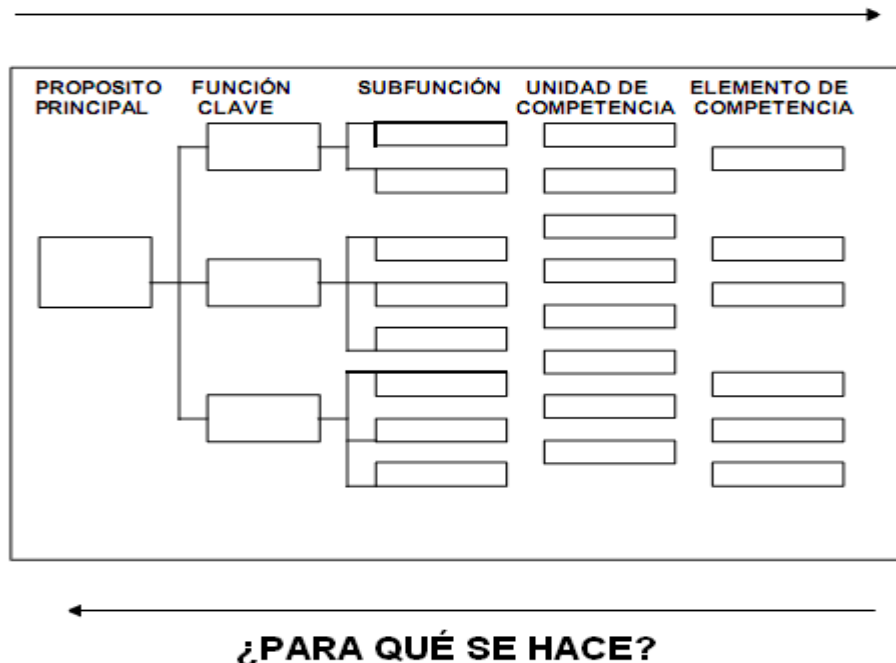 PROPOSITO PRINCIPAL
FUNCIÓN CLAVE
SUBFUNCIÓN
UNIDAD DE COMPETENCIA
ELEMENTO DE COMPETENCIA
¿PARA QUÉ SE HACE?